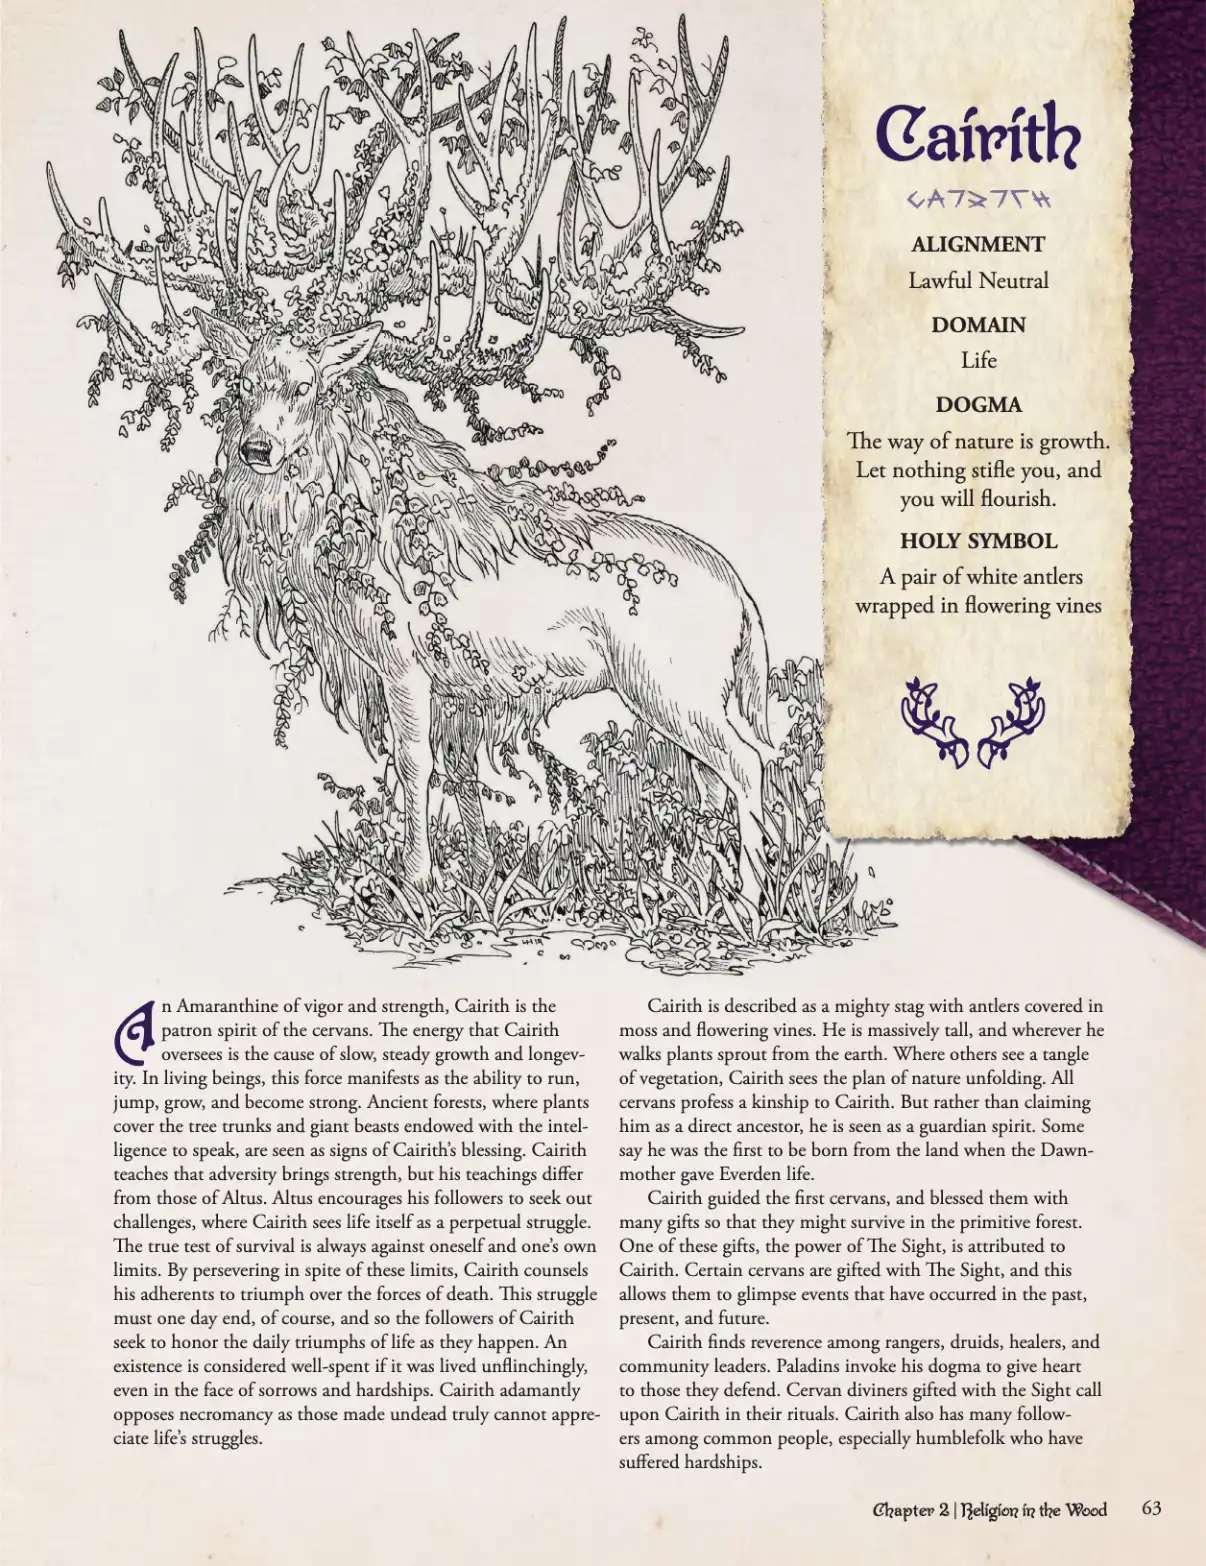 Cairith
ALIGNMENT
Lawful Neutral
DOMAIN
Life
DOGMA
The way of nature is growth.
Let nothing stifle you, and
you will flourish.
HOLY SYMBOL
A pair of white antlers
wrapped in flowering vines
An Amaranthine of vigor and strength, Cairith is the
patron spirit of the cervans. The energy that Cairith
oversees is the cause of slow, steady growth and longev-
ity. In living beings, this force manifests as the ability to run,
jump, grow, and become strong. Ancient forests, where plants
cover the tree trunks and giant beasts endowed with the intel-
ligence to speak, are seen as signs of Cairith's blessing. Cairith
teaches that adversity brings strength, but his teachings differ
from those of Altus. Altus encourages his followers to seek out
challenges, where Cairith sees life itself as a perpetual struggle.
The true test of survival is always against oneself and one's own
limits. By persevering in spite of these limits, Cairith counsels
his adherents to triumph over the forces of death. This struggle
must one day end, of course, and so the followers of Cairith
seek to honor the daily triumphs of life as they happen. An
existence is considered well-spent if it was lived unflinchingly,
even in the face of sorrows and hardships. Cairith adamantly
opposes necromancy as those made undead truly cannot appre-
ciate life's struggles.
Cairith is described as a mighty stag with antlers covered in
moss and flowering vines. He is massively tall, and wherever he
walks plants sprout from the earth. Where others see a tangle
of vegetation, Cairith sees the plan of nature unfolding. All
cervans profess a kinship to Cairith. But rather than claiming
him as a direct ancestor, he is seen as a guardian spirit. Some
say he was the first to be born from the land when the Dawn-
mother gave Everden life.
Cairith guided the first cervans, and blessed them with
many gifts so that they might survive in the primitive forest.
One of these gifts, the power of The Sight, is attributed to
Cairith. Certain cervans are gifted with The Sight, and this
allows them to glimpse events that have occurred in the past,
present, and future.
Cairith finds reverence among rangers, druids, healers, and
community leaders. Paladins invoke his dogma to give heart
to those they defend. Cervan diviners gifted with the Sight call
upon Cairith in their rituals. Cairith also has many follow-
ers among common people, especially humblefolk who have
suffered hardships.
Chapter 2 | Religion in the Wood 63